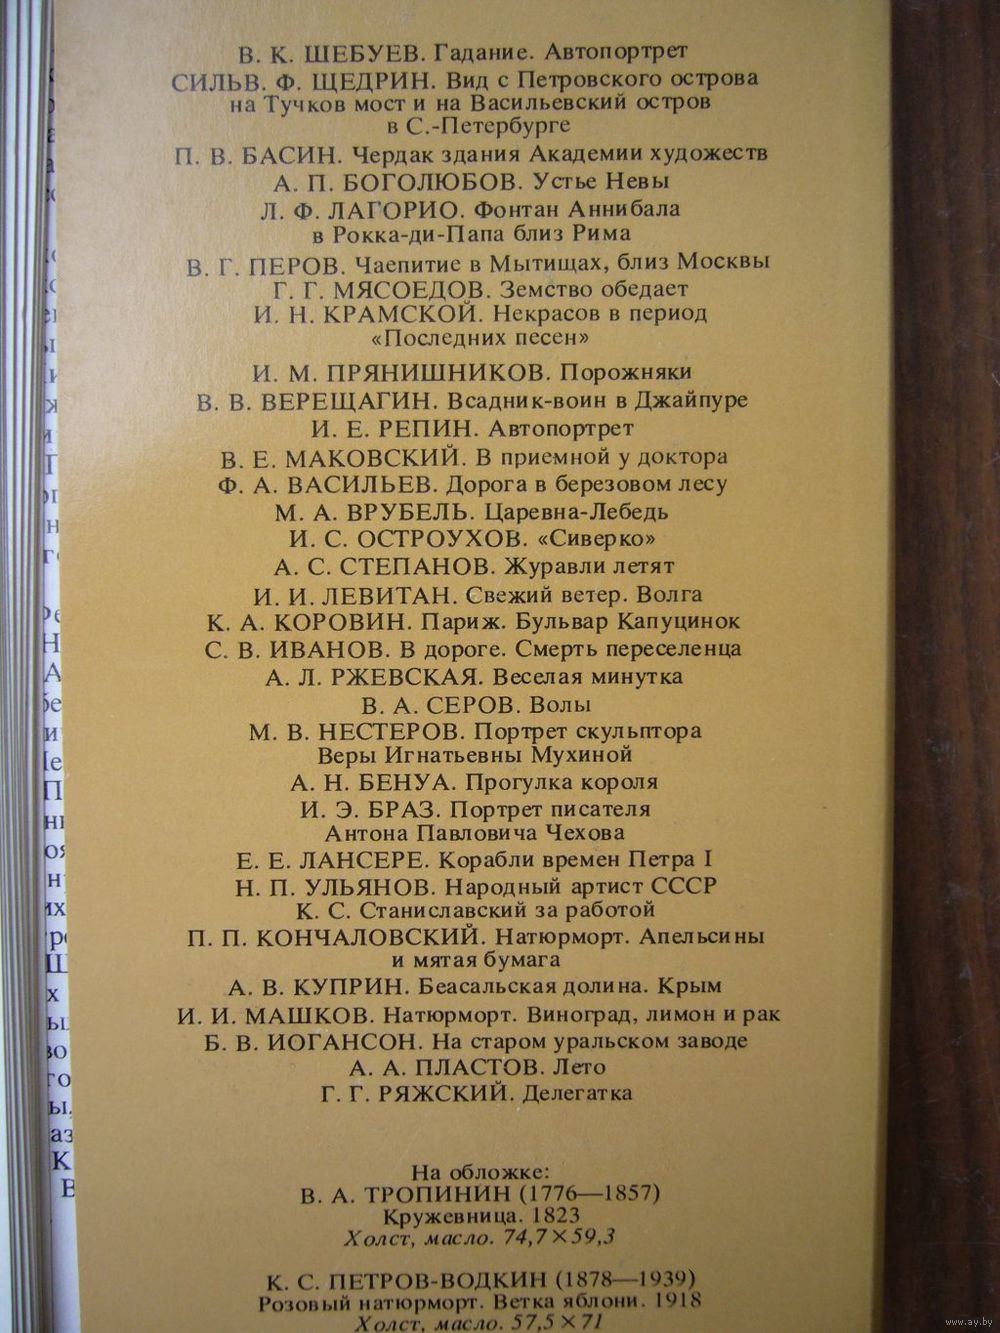 В. К. ШЕБУЕВ. Гадание. Автопортрет
СИЛЬВ. Ф. ЩЕДРИН. Вид с Петровского острова
на Тучков мост и на Васильевский остров
в С.-Петербурге
П. В. БАСИН. Чердак здания Академии художеств
А. П. БОГОЛЮБОВ. Устье Невы
Л. Ф. ЛАГОРИО. Фонтан Аннибала
в Рокка-ди-Папа близ Рима
В. Г. ПЕРОВ. Чаепитие в Мытищах, близ Москвы
Г. Г. МЯСОЕДОВ. Земство обедает
И. Н. КРАМСКОЙ. Некрасов в период
«Последних песен»
И. М. ПРЯНИШНИКОВ. Порожняки
В. В. ВЕРЕЩАГИН. Всадник-воин в Джайпуре
И. Е. РЕПИН. Автопортрет
В. Е. МАКОВСКИЙ. В приемной у доктора
Ф. А. ВАСИЛЬЕВ. Дорога в березовом лесу
М. А. ВРУБЕЛЬ. Царевна-Лебедь
И. С. ОСТРОУХОВ. «Сиверко»
А. С. СТЕПАНОВ. Журавли летят
И. И. ЛЕВИТАН. Свежий ветер. Волга
К. А. КОРОВИН. Париж. Бульвар Капуцинок
С. В. ИВАНОВ. В дороге. Смерть переселенца
А. Л. РЖЕВСКАЯ. Веселая минутка
В. А. СЕРОВ. Волы
М. В. НЕСТЕРОВ. Портрет скульптора
Веры Игнатьевны Мухиной
А. Н. БЕНУА. Прогулка короля
И. Э. БРАЗ. Портрет писателя
Антона Павловича Чехова
Е. Е. ЛАНСЕРЕ. Корабли времен Петра I
Н. П. УЛЬЯНОВ. Народный артист СССР
К. С. Станиславский за работой
П. П. КОНЧАЛОВСКИЙ. Натюрморт. Апельсины
и мятая бумага
А. В. КУПРИН. Беасальская долина. Крым
И. И. МАШКОВ. Натюрморт. Виноград, лимон и рак
Б. В. ИОГАНСОН. На старом уральском заводе
А. А. ПЛАСТОВ. Лето
Г. Г. РЯЖСКИЙ. Делегатка
На обложке:
В. А. ТРОПИНИН (1776—1857)
Кружевница. 1823
Холст, масло. 74,7×59,3
К. С. ПЕТРОВ-ВОДКИН (1878—1939)
Розовый натюрморт. Ветка яблони. 1918
Холст, масло. 57,5×71
www.ay.by